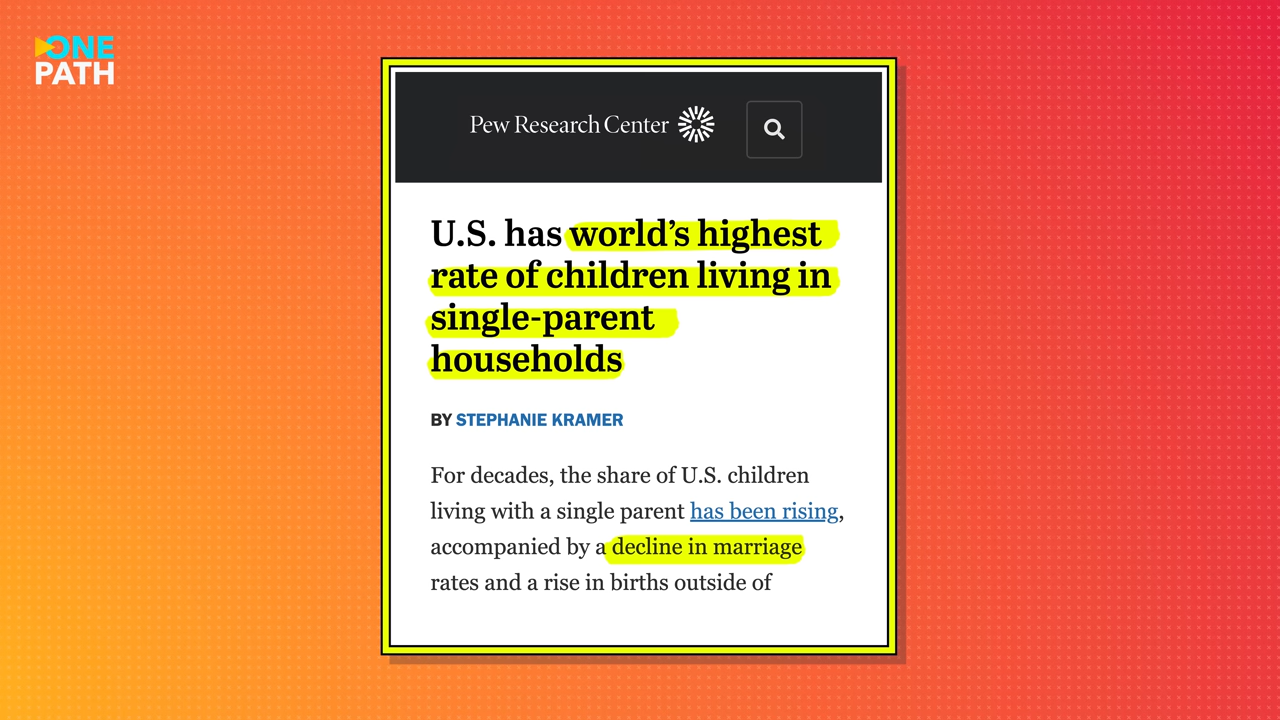 ONE
PATH
Pew Research Center
U.S. has world's highest
rate of children living in
single-parent
households
BY STEPHANIE KRAMER
For decades, the share of U.S. children
living with a single parent has been rising,
accompanied by a decline in marriage
rates and a rise in births outside of